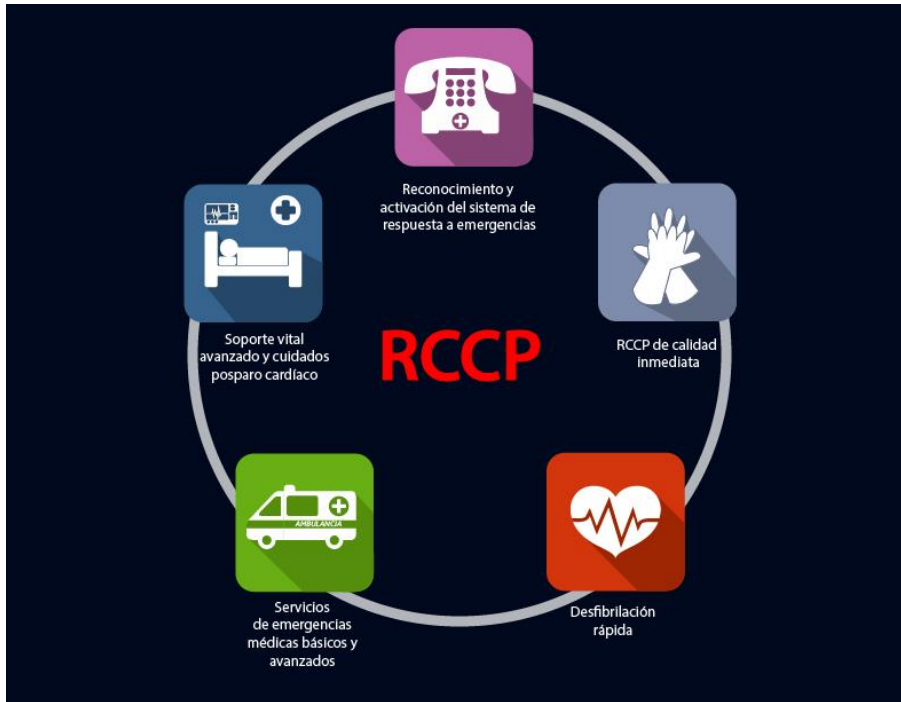 Reconocimiento y
activación del sistema de
respuesta a emergencias
RCCP de calidad
inmediata
Desfibrilación
rápida
AMBULANCIA
Servicios
de emergencias
médicas básicos y
avanzados
Soporte vital
avanzado y cuidados
posparo cardíaco
RCCP